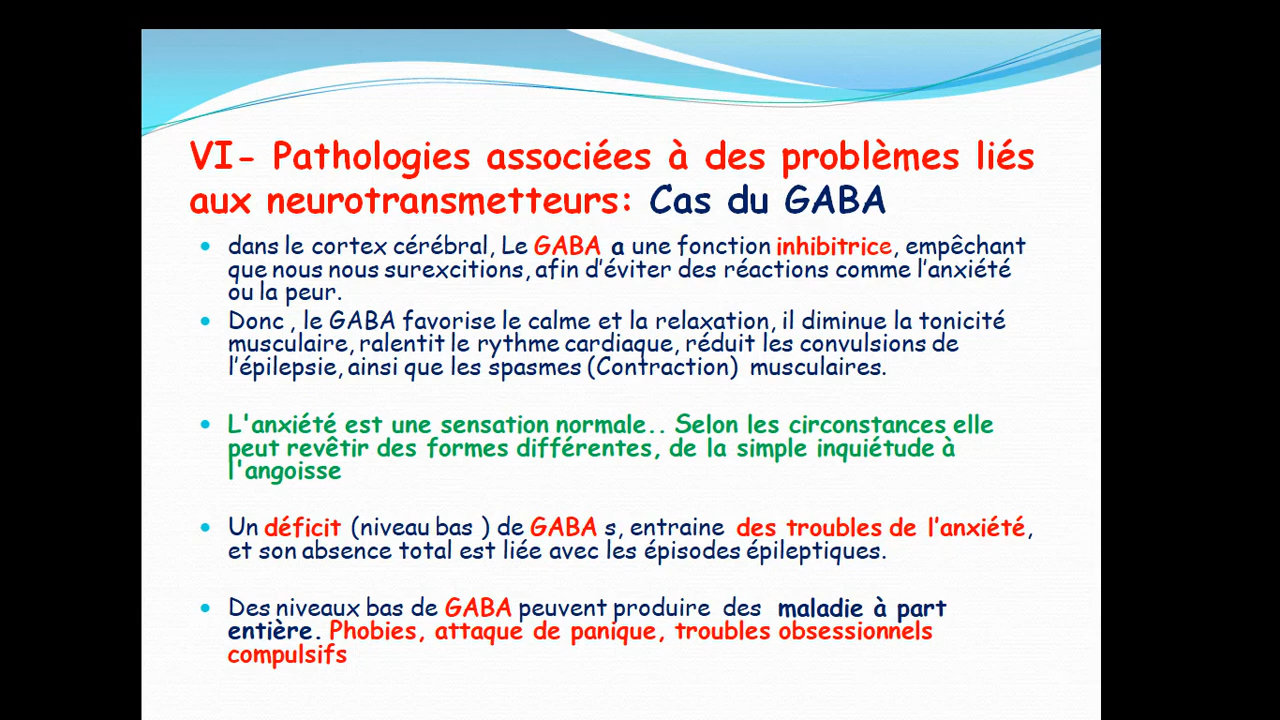 VI- Pathologies associées à des problèmes liés
aux neurotransmetteurs: Cas du GABA
• dans le cortex cérébral, Le GABA a une fonction inhibitrice, empêchant
que nous nous surexcitions, afin d’éviter des réactions comme l’anxiété
ou la peur.
• Donc , le GABA favorise le calme et la relaxation, il diminue la tonicité
musculaire, ralentit le rythme cardiaque, réduit les convulsions de
l’épilepsie, ainsi que les spasmes (Contraction) musculaires.
• L'anxiété est une sensation normale.. Selon les circonstances elle
peut revêtir des formes différentes, de la simple inquiétude à
l'angoisse
• Un déficit (niveau bas ) de GABA s, entraine des troubles de l’anxiété,
et son absence total est liée avec les épisodes épileptiques.
• Des niveaux bas de GABA peuvent produire des maladie à part
entière. Phobies, attaque de panique, troubles obsessionnels
compulsifs